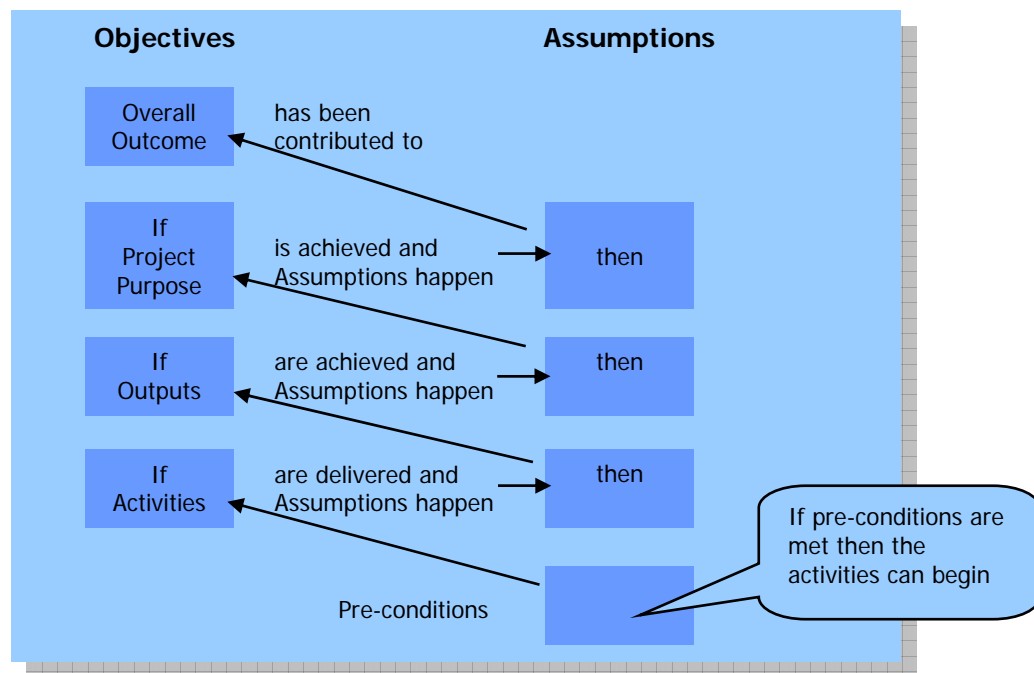 Objectives
Assumptions
Overall
Outcome
has been
contributed to
If
Project
Purpose
is achieved and
Assumptions happen
then
If
Outputs
are achieved and
Assumptions happen
then
If
Activities
are delivered and
Assumptions happen
then
If pre-conditions are
met then the
activities can begin
Pre-conditions